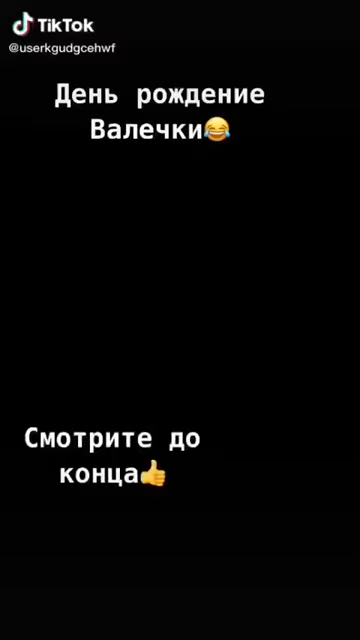 TikTok
@userkgudgcehwf
День рождение
Валечки😂
Смотрите до
конца👍